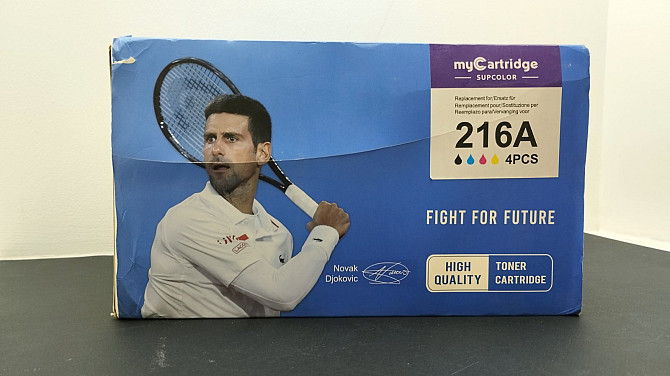 myCartridge
SUPCOLOR
Replacement for/Ersatz für
Remplacement pour/Sostituzione per
Reemplazo para/Vervanging voor
216A
4PCS
FIGHT FOR FUTURE
Novak
Djokovic
HIGH QUALITY
TONER CARTRIDGE